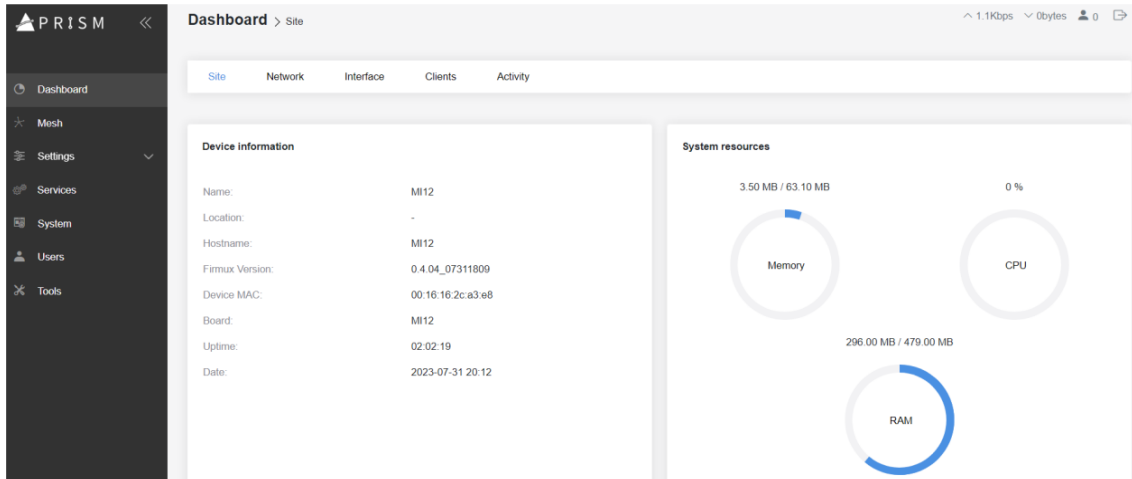 PRISM
Dashboard > Site
1.1Kbps 0bytes 0
Dashboard
Mesh
Settings
Services
System
Users
Tools
Site Network Interface Clients Activity
Device information
Name: MI12
Location: -
Hostname: MI12
Firmux Version: 0.4.04_07311809
Device MAC: 00:16:16:2c:a3:e8
Board: MI12
Uptime: 02:02:19
Date: 2023-07-31 20:12
System resources
3.50 MB / 63.10 MB
Memory
0 %
CPU
296.00 MB / 479.00 MB
RAM